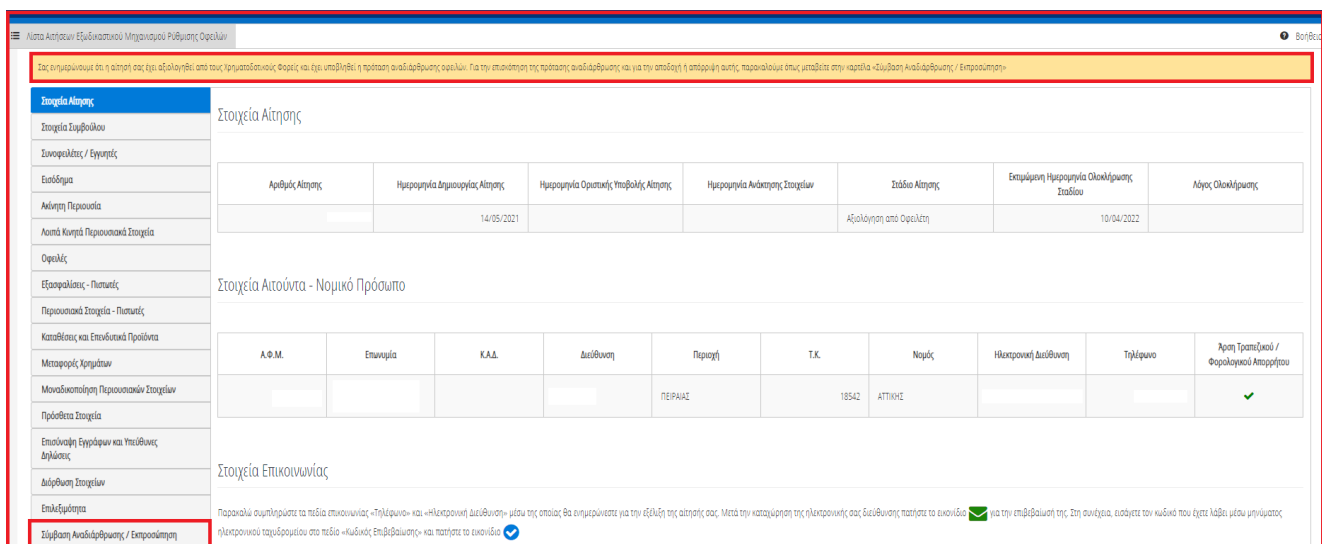 Λίστα Αιτήσεων Εξωδικαστικού Μηχανισμού Ρύθμισης Οφειλών
Βοήθεια
Σας ενημερώνουμε ότι η αίτησή σας έχει αξιολογηθεί από τους Χρηματοδοτικούς Φορείς και έχει υποβληθεί η πρόταση αναδιάρθρωσης οφειλών. Για την επισκόπηση της πρότασης αναδιάρθρωσης και για την αποδοχή ή απόρριψη αυτής, παρακαλούμε όπως μεταβείτε στην καρτέλα «Σύμβαση Αναδιάρθρωσης / Εκπροσώπηση»
Στοιχεία Αίτησης
Στοιχεία Συμβούλου
Συνοφειλέτες / Εγγυητές
Εισόδημα
Ακίνητη Περιουσία
Λοιπά Κινητά Περιουσιακά Στοιχεία
Οφειλές
Εξασφαλίσεις - Πιστωτές
Περιουσιακά Στοιχεία - Πιστωτές
Καταθέσεις και Επενδυτικά Προϊόντα
Μεταφορές Χρημάτων
Μοναδικοποίηση Περιουσιακών Στοιχείων
Πρόσθετα Στοιχεία
Επισύναψη Εγγράφων και Υπεύθυνες
Δηλώσεις
Διόρθωση Στοιχείων
Επιλεξιμότητα
Σύμβαση Αναδιάρθρωσης / Εκπροσώπηση
Στοιχεία Αίτησης
Αριθμός Αίτησης
Ημερομηνία Δημιουργίας Αίτησης
Ημερομηνία Οριστικής Υποβολής Αίτησης
Ημερομηνία Ανάκτησης Στοιχείων
Στάδιο Αίτησης
Εκτιμώμενη Ημερομηνία Ολοκλήρωσης
Σταδίου
Λόγος Ολοκλήρωσης
14/05/2021
Αξιολόγηση από Οφειλέτη
10/04/2022
Στοιχεία Αιτούντα - Νομικό Πρόσωπο
Α.Φ.Μ.
Επωνυμία
Κ.Α.Δ.
Διεύθυνση
Περιοχή
Τ.Κ.
Νομός
Ηλεκτρονική Διεύθυνση
Τηλέφωνο
Άρση Τραπεζικού /
Φορολογικού Απορρήτου
ΠΕΙΡΑΙΑΣ
18542
ΑΤΤΙΚΗΣ
Στοιχεία Επικοινωνίας
Παρακαλώ συμπληρώστε τα πεδία επικοινωνίας «Τηλέφωνο» και «Ηλεκτρονική Διεύθυνση» μέσω της οποίας θα ενημερώνεστε για την εξέλιξη της αίτησής σας. Μετά την καταχώρηση της ηλεκτρονικής σας διεύθυνσης πατήστε το εικονίδιο για την επιβεβαίωσή της. Στη συνέχεια, εισάγετε τον κωδικό που έχετε λάβει μέσω μηνύματος
ηλεκτρονικού ταχυδρομείου στο πεδίο «Κωδικός Επιβεβαίωσης» και πατήστε το εικονίδιο